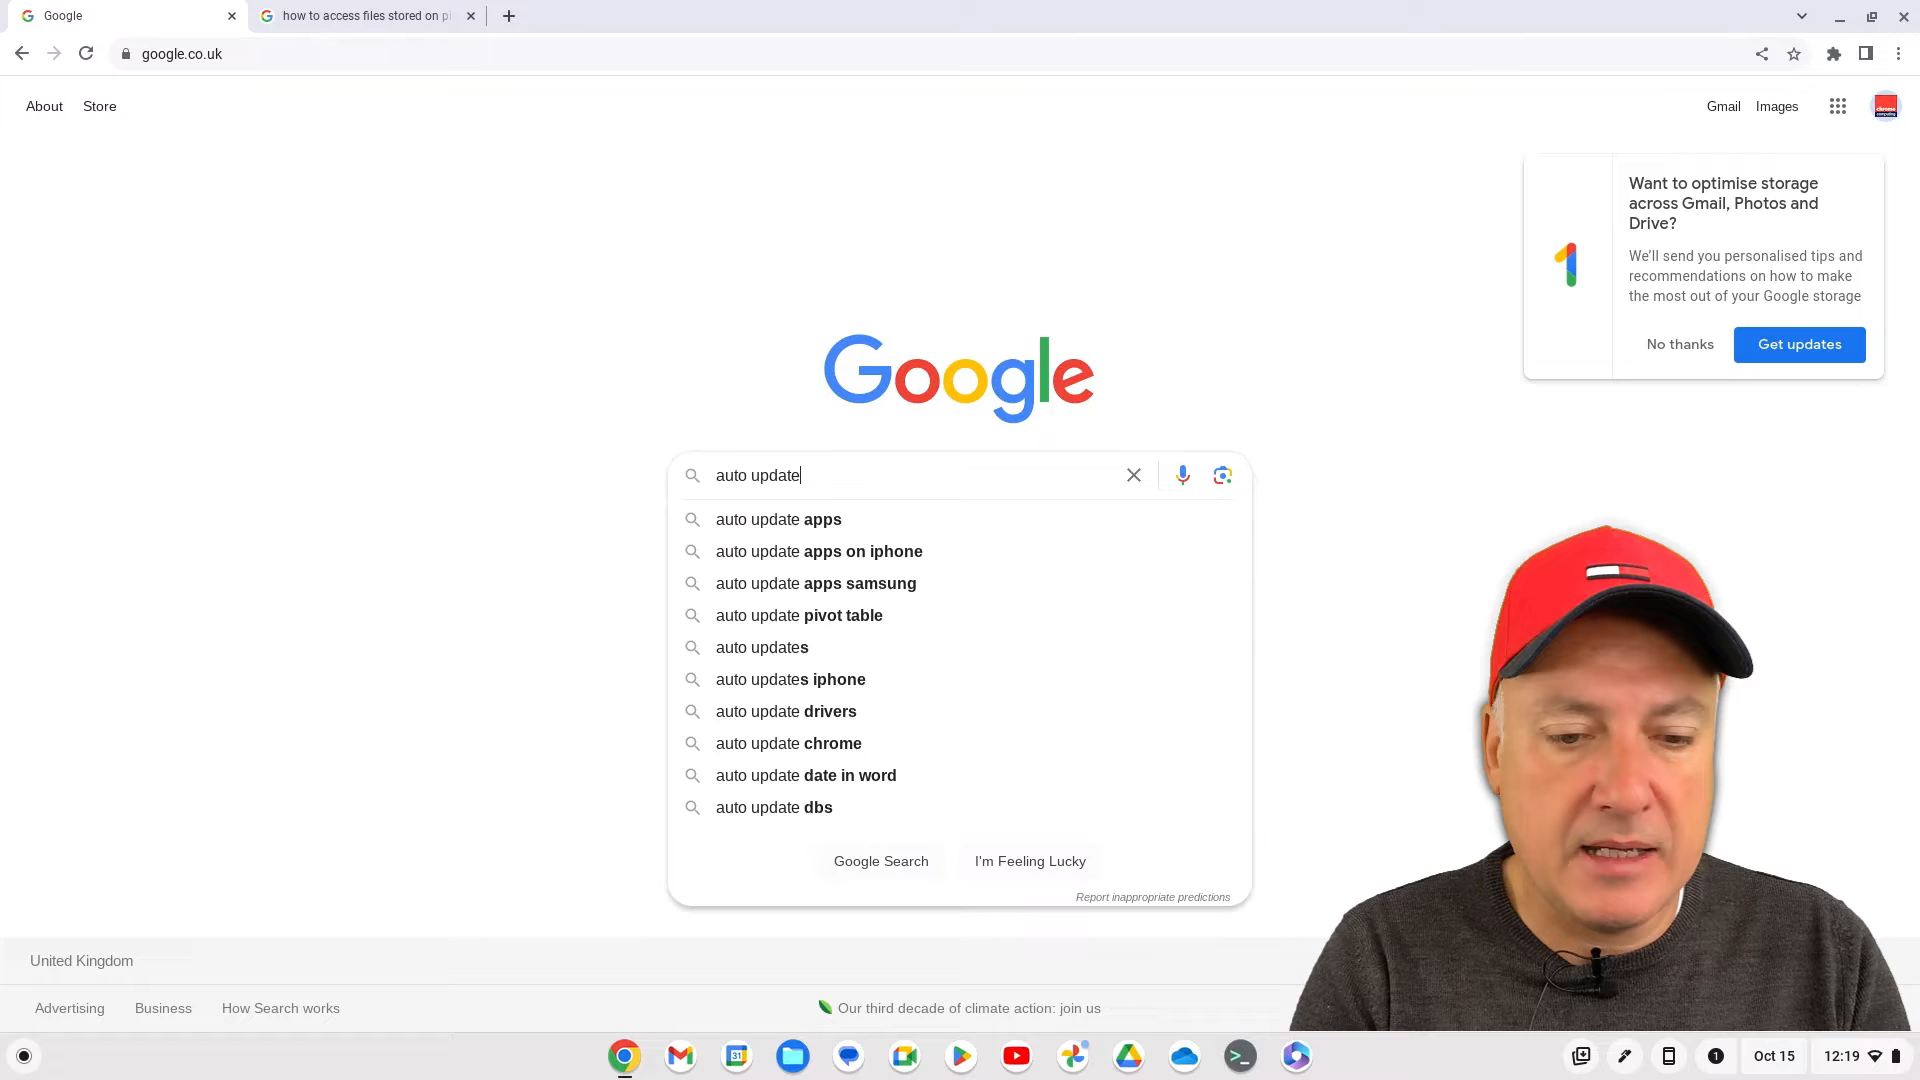 Google
how to access files stored on pi
google.co.uk
About
Store
Gmail
Images
chrome
computing
Want to optimise storage
across Gmail, Photos and
Drive?
We'll send you personalised tips and
recommendations on how to make
the most out of your Google storage
No thanks
Get updates
Google
auto update
auto update apps
auto update apps on iphone
auto update apps samsung
auto update pivot table
auto updates
auto updates iphone
auto update drivers
auto update chrome
auto update date in word
auto update dbs
Google Search
I'm Feeling Lucky
Report inappropriate predictions
United Kingdom
Advertising
Business
How Search works
Our third decade of climate action: join us
31
1
Oct 15
12:19